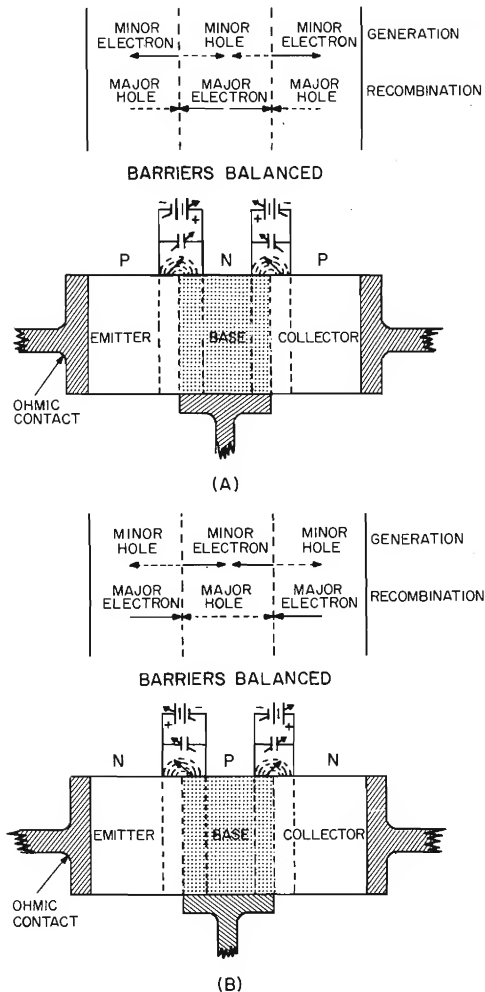 MINOR ELECTRON MINOR HOLE MINOR ELECTRON GENERATION
MAJOR HOLE MAJOR ELECTRON MAJOR HOLE RECOMBINATION
BARRIERS BALANCED
- + + -
P N P
EMITTER BASE COLLECTOR
OHMIC CONTACT
(A)
MINOR HOLE MINOR ELECTRON MINOR HOLE GENERATION
MAJOR ELECTRON MAJOR HOLE MAJOR ELECTRON RECOMBINATION
BARRIERS BALANCED
+ - - +
N P N
EMITTER BASE COLLECTOR
OHMIC CONTACT
(B)